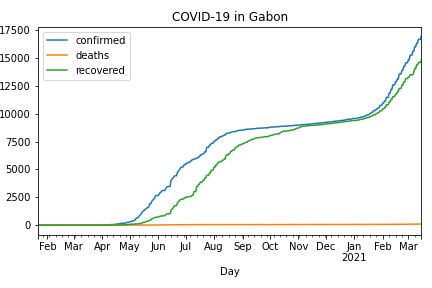 COVID-19 in Gabon
confirmed
deaths
recovered
17500
15000
12500
10000
7500
5000
2500
0
Feb Mar Apr May Jun Jul Aug Sep Oct Nov Dec Jan Feb Mar
2021
Day